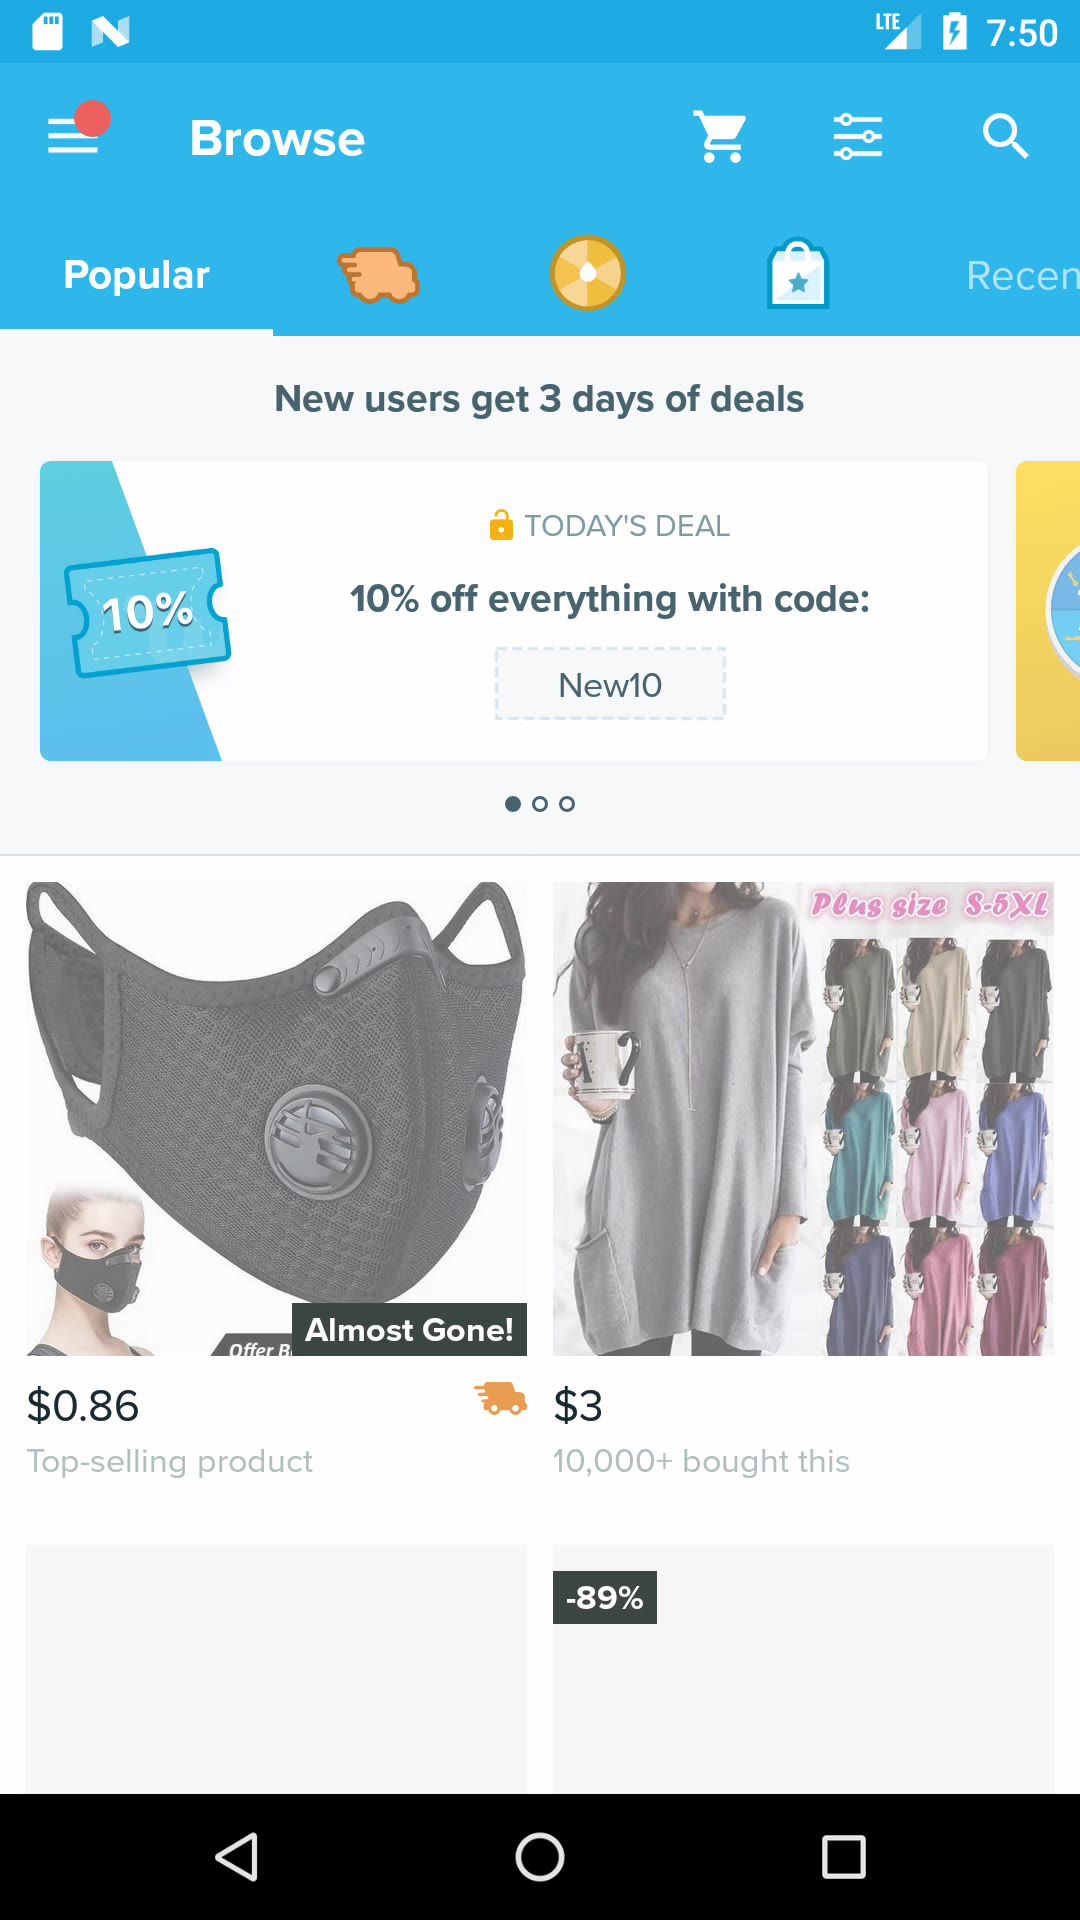 LTE 7:50
Browse
Popular
Recen
New users get 3 days of deals
TODAY'S DEAL
10% off everything with code:
10%
New10
Plus size S-5XL
Almost Gone!
Offer B
$0.86
Top-selling product
$3
10,000+ bought this
-89%